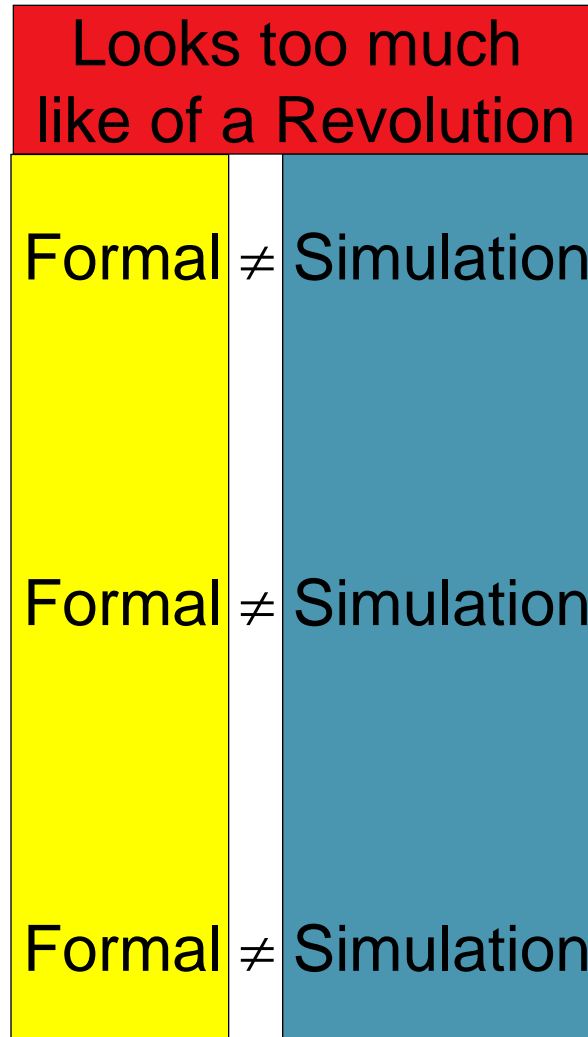 Looks too much
like of a Revolution
Formal ≠ Simulation
Formal ≠ Simulation
Formal ≠ Simulation